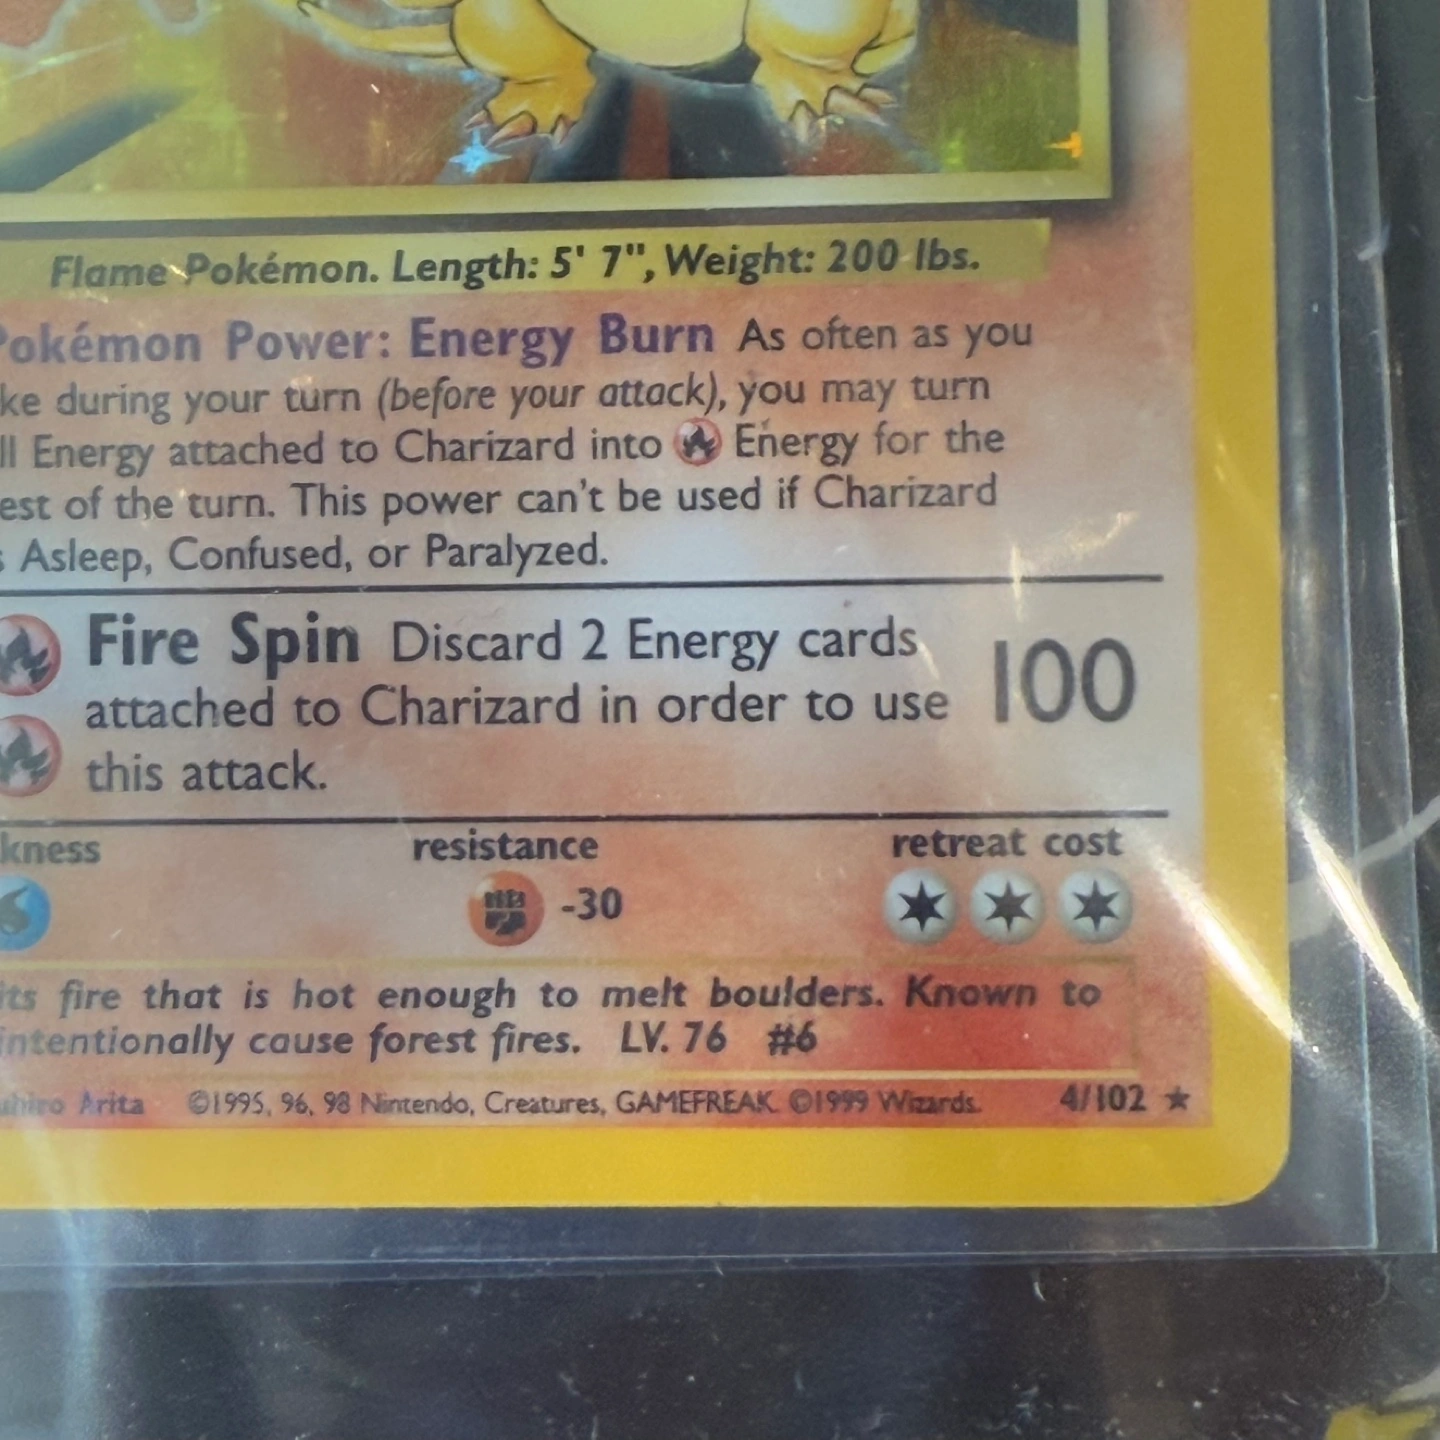 Flame Pokémon. Length: 5' 7", Weight: 200 lbs.
Pokémon Power: Energy Burn As often as you
ke during your turn (before your attack), you may turn
ll Energy attached to Charizard into Energy for the
est of the turn. This power can't be used if Charizard
s Asleep, Confused, or Paralyzed.
Fire Spin Discard 2 Energy cards
attached to Charizard in order to use
this attack.
100
kness resistance retreat cost
-30
its fire that is hot enough to melt boulders. Known to
intentionally cause forest fires. LV. 76 #6
uhiro Arita ©1995, 96, 98 Nintendo, Creatures, GAMEFREAK. ©1999 Wizards. 4/102 ★